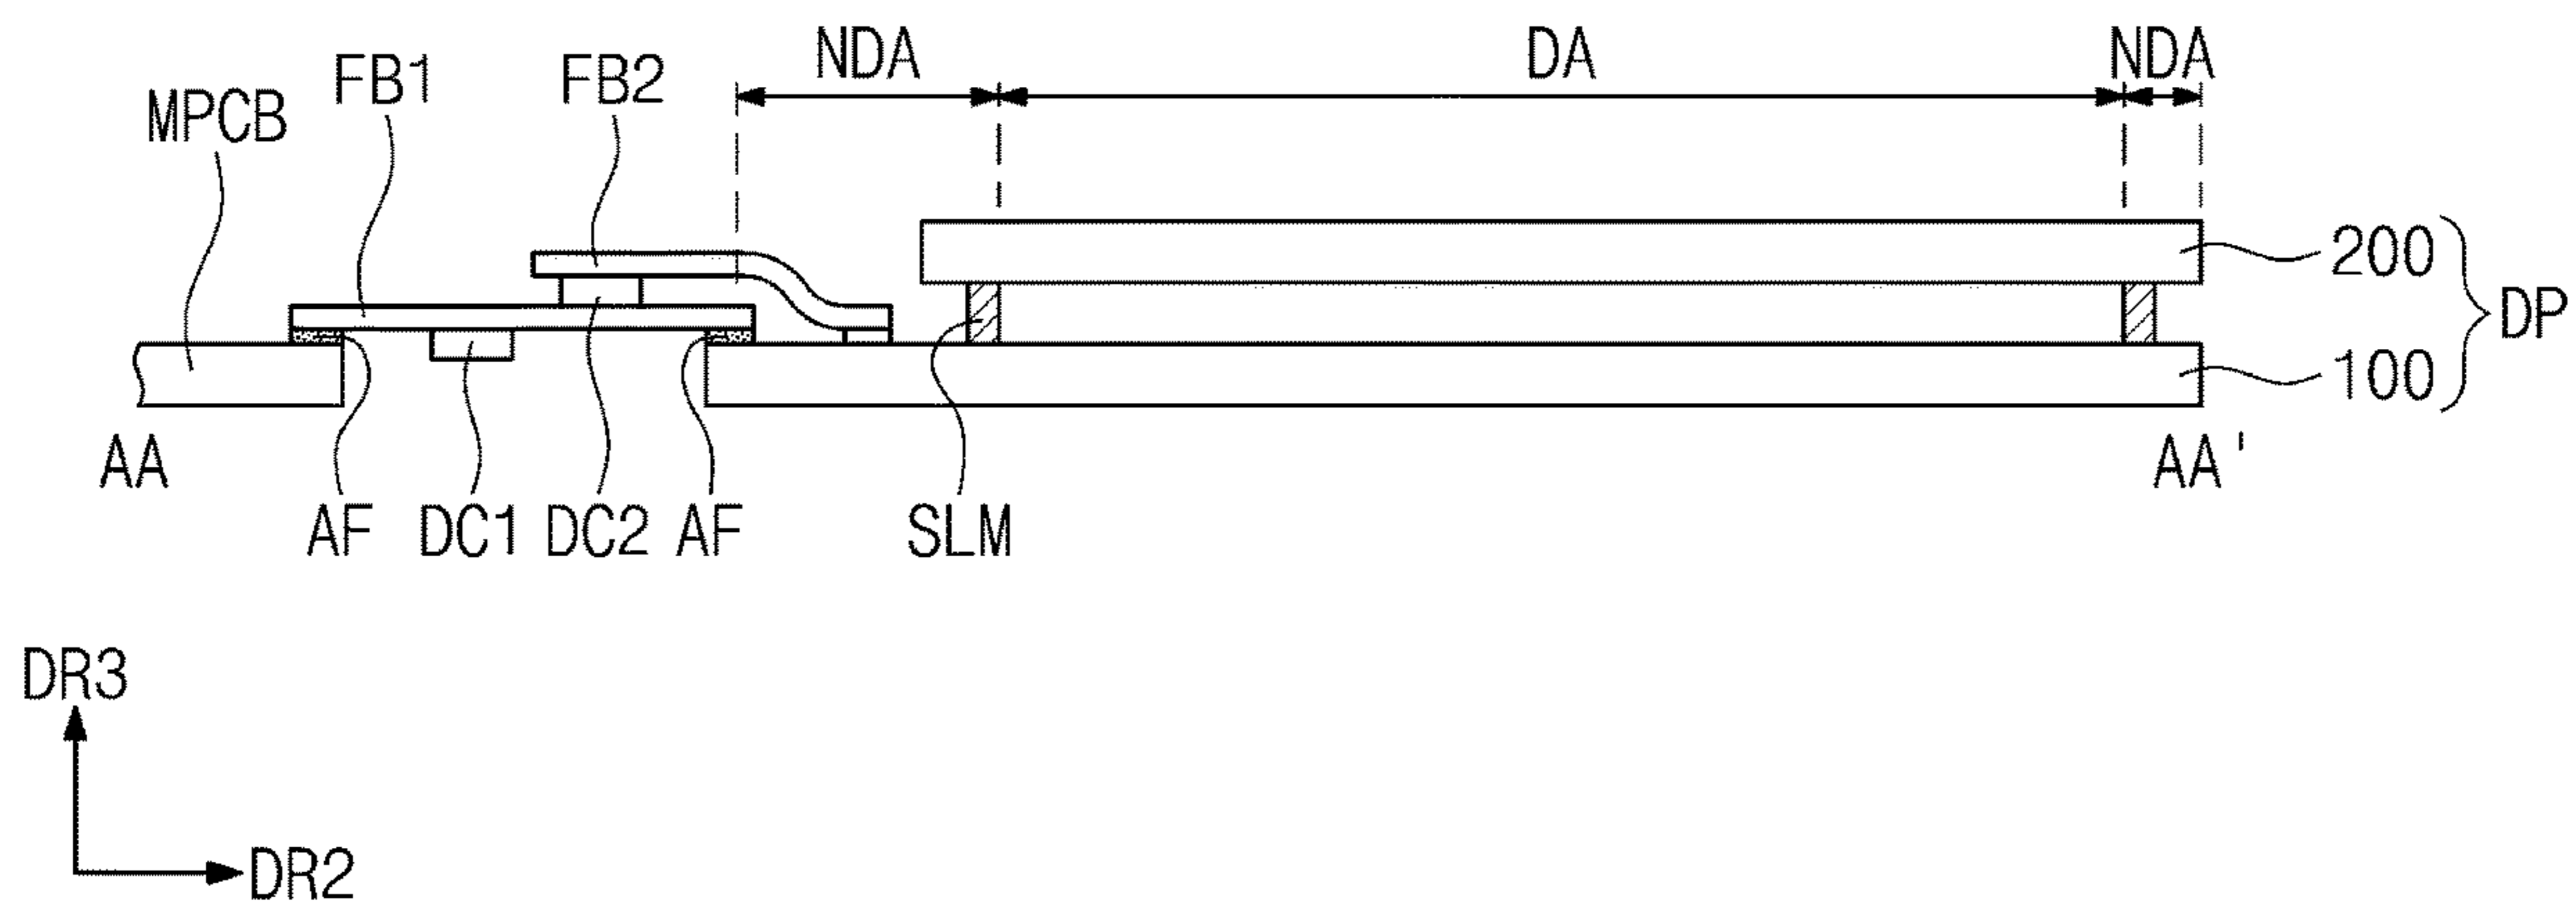 NDA DA NDA
FB1 FB2
MPCB
200
DP
100
AA AA'
AF DC1 DC2 AF SLM
DR3
DR2